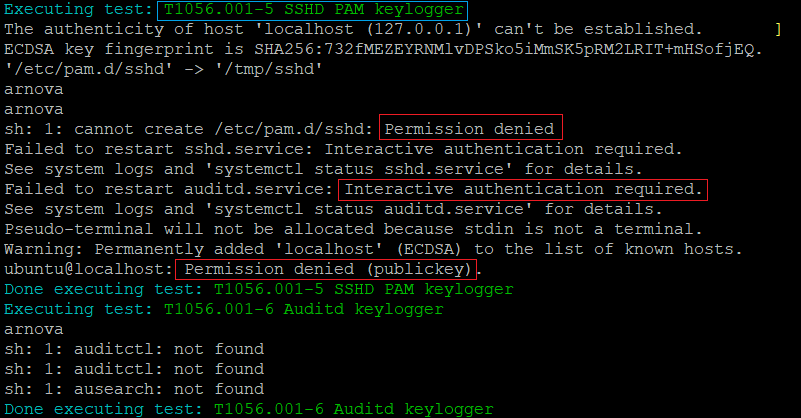 Executing test: T1056.001-5 SSHD PAM keylogger
The authenticity of host 'localhost (127.0.0.1)' can't be established. ]
ECDSA key fingerprint is SHA256:732fMEZEYRNMlvDPSko5iMmSK5pRM2LRIT+mHSofjEQ.
'/etc/pam.d/sshd' -> '/tmp/sshd'
arnova
arnova
sh: 1: cannot create /etc/pam.d/sshd: Permission denied
Failed to restart sshd.service: Interactive authentication required.
See system logs and 'systemctl status sshd.service' for details.
Failed to restart auditd.service: Interactive authentication required.
See system logs and 'systemctl status auditd.service' for details.
Pseudo-terminal will not be allocated because stdin is not a terminal.
Warning: Permanently added 'localhost' (ECDSA) to the list of known hosts.
ubuntu@localhost: Permission denied (publickey).
Done executing test: T1056.001-5 SSHD PAM keylogger
Executing test: T1056.001-6 Auditd keylogger
arnova
sh: 1: auditctl: not found
sh: 1: auditctl: not found
sh: 1: ausearch: not found
Done executing test: T1056.001-6 Auditd keylogger